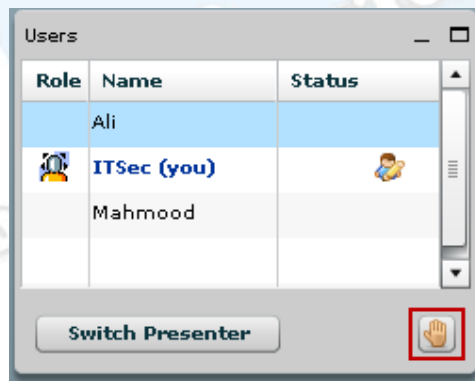 Users
Role Name Status
Ali
ITSec (you)
Mahmood
Switch Presenter